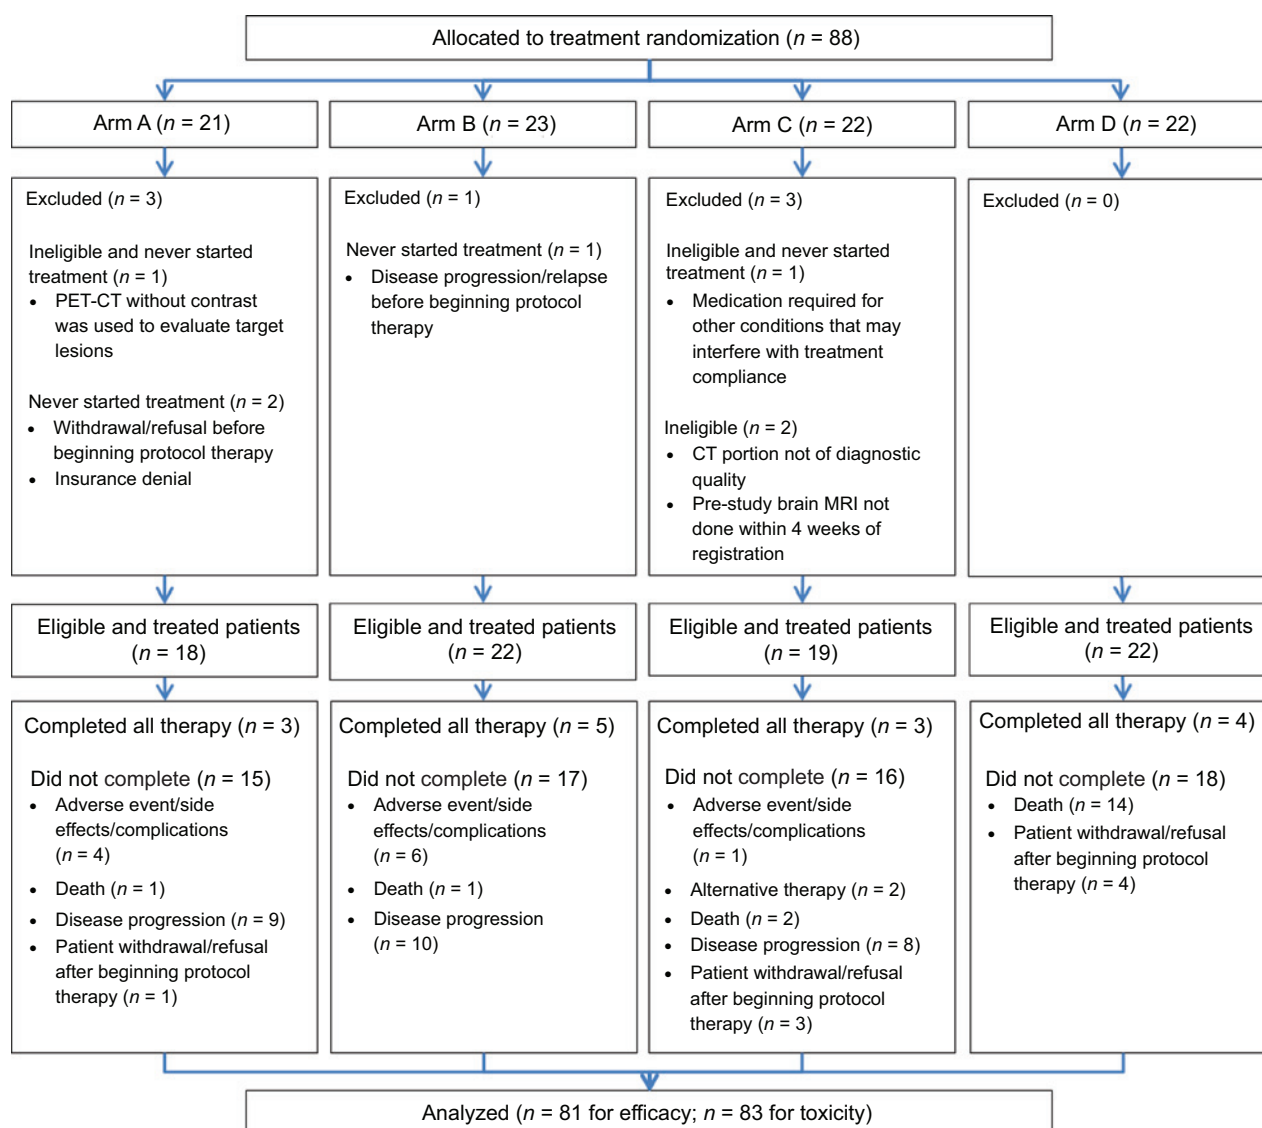 Allocated to treatment randomization (n = 88)
Arm A (n = 21)
Arm B (n = 23)
Arm C (n = 22)
Arm D (n = 22)
Excluded (n = 3)
Ineligible and never started
treatment (n = 1)
• PET-CT without contrast
was used to evaluate target
lesions
Never started treatment (n = 2)
• Withdrawal/refusal before
beginning protocol therapy
• Insurance denial
Excluded (n = 1)
Never started treatment (n = 1)
• Disease progression/relapse
before beginning protocol
therapy
Excluded (n = 3)
Ineligible and never started
treatment (n = 1)
• Medication required for
other conditions that may
interfere with treatment
compliance
Ineligible (n = 2)
• CT portion not of diagnostic
quality
• Pre-study brain MRI not
done within 4 weeks of
registration
Excluded (n = 0)
Eligible and treated patients
(n = 18)
Eligible and treated patients
(n = 22)
Eligible and treated patients
(n = 19)
Eligible and treated patients
(n = 22)
Completed all therapy (n = 3)
Did not complete (n = 15)
• Adverse event/side
effects/complications
(n = 4)
• Death (n = 1)
• Disease progression (n = 9)
• Patient withdrawal/refusal
after beginning protocol
therapy (n = 1)
Completed all therapy (n = 5)
Did not complete (n = 17)
• Adverse event/side
effects/complications
(n = 6)
• Death (n = 1)
• Disease progression
(n = 10)
Completed all therapy (n = 3)
Did not complete (n = 16)
• Adverse event/side
effects/complications
(n = 1)
• Alternative therapy (n = 2)
• Death (n = 2)
• Disease progression (n = 8)
• Patient withdrawal/refusal
after beginning protocol
therapy (n = 3)
Completed all therapy (n = 4)
Did not complete (n = 18)
• Death (n = 14)
• Patient withdrawal/refusal
after beginning protocol
therapy (n = 4)
Analyzed (n = 81 for efficacy; n = 83 for toxicity)